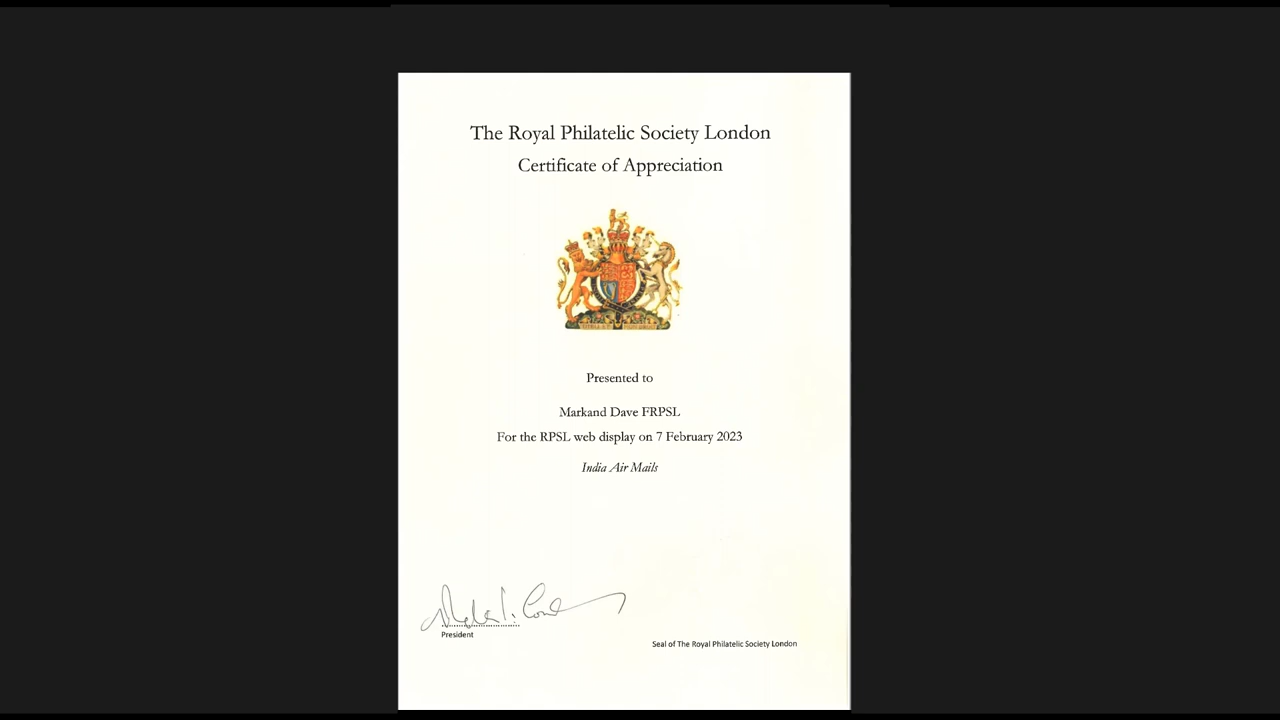 The Royal Philatelic Society London
Certificate of Appreciation
Presented to
Markand Dave FRPSL
For the RPSL web display on 7 February 2023
India Air Mails
President
Seal of The Royal Philatelic Society London